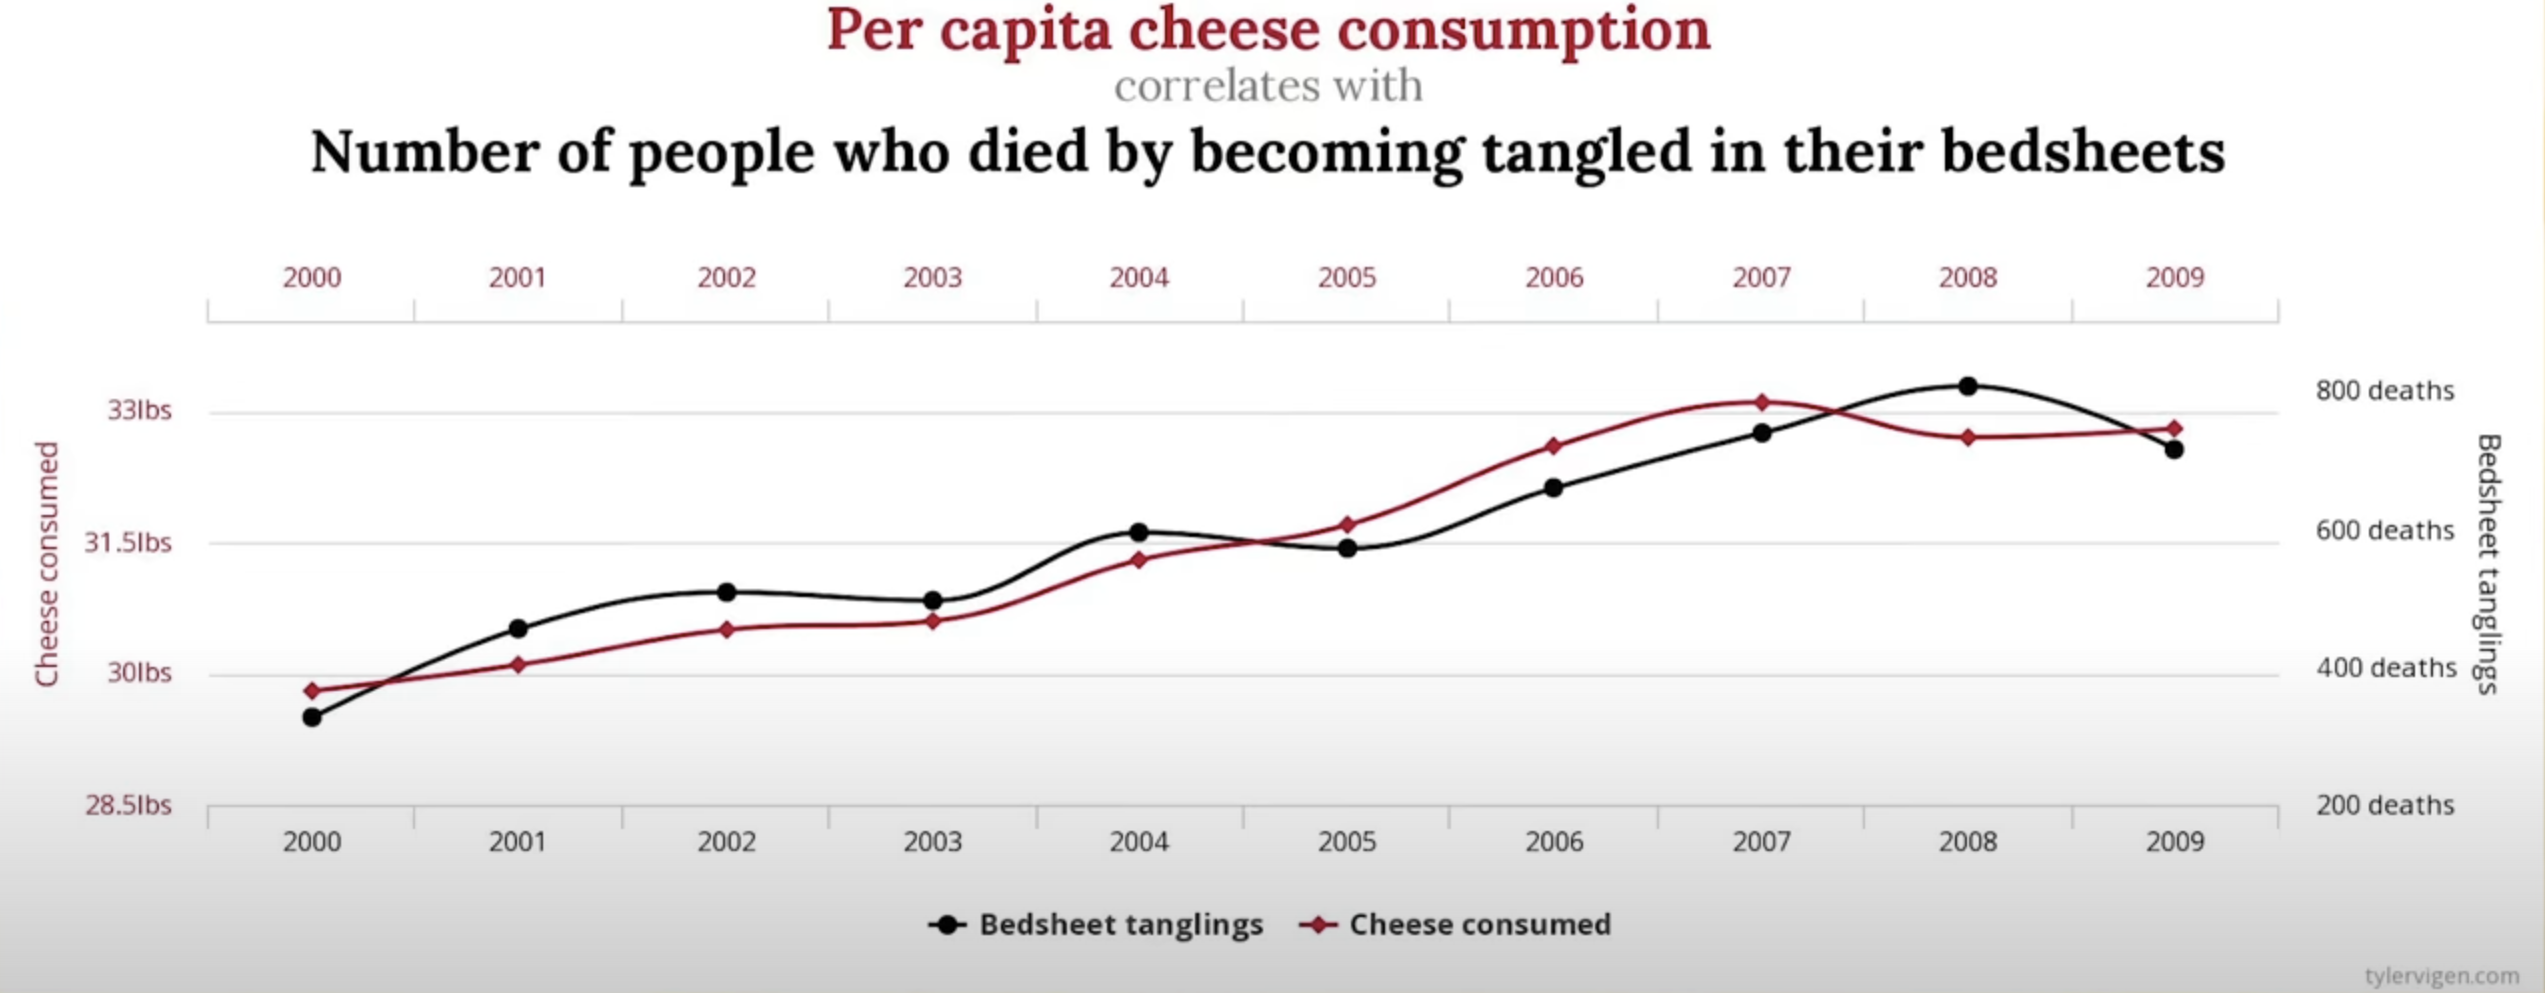 Per capita cheese consumption
correlates with
Number of people who died by becoming tangled in their bedsheets
2000 2001 2002 2003 2004 2005 2006 2007 2008 2009
Cheese consumed
33lbs
31.5lbs
30lbs
28.5lbs
800 deaths
600 deaths
400 deaths
200 deaths
Bedsheet tanglings
2000 2001 2002 2003 2004 2005 2006 2007 2008 2009
Bedsheet tanglings Cheese consumed
tylervigen.com